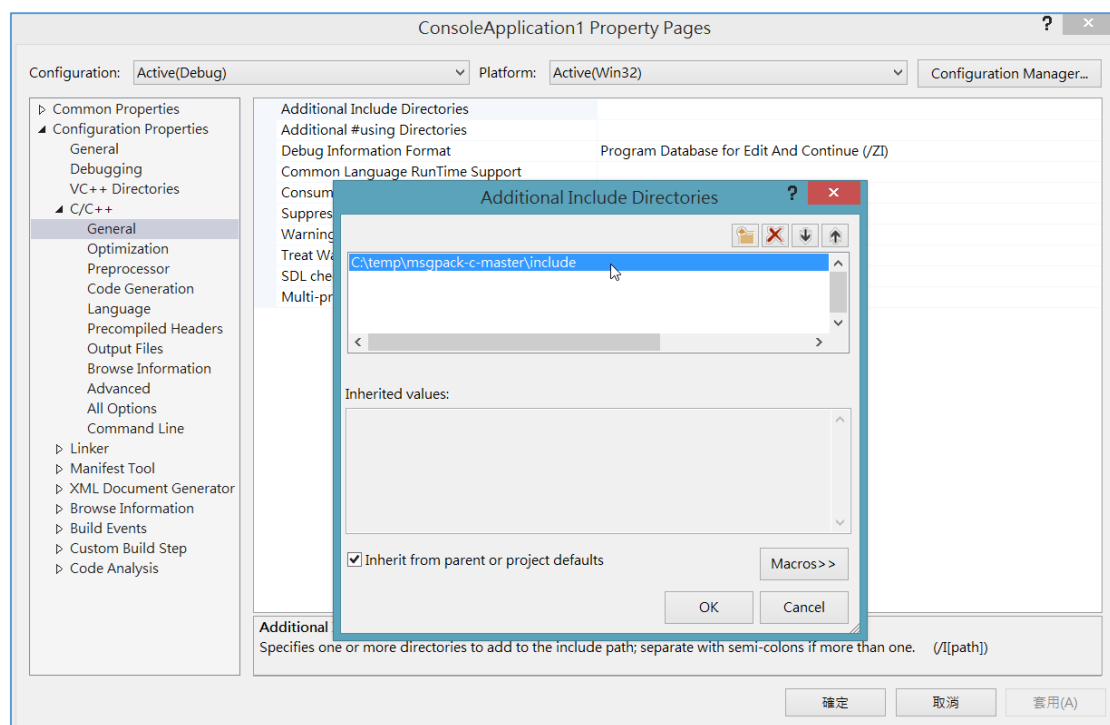 ConsoleApplication1 Property Pages
?
Configuration: Active(Debug) Platform: Active(Win32) Configuration Manager...
Common Properties
Configuration Properties
General
Debugging
VC++ Directories
C/C++
General
Optimization
Preprocessor
Code Generation
Language
Precompiled Headers
Output Files
Browse Information
Advanced
All Options
Command Line
Linker
Manifest Tool
XML Document Generator
Browse Information
Build Events
Custom Build Step
Code Analysis
Additional Include Directories
Additional #using Directories
Debug Information Format Program Database for Edit And Continue (/ZI)
Common Language RunTime Support
Consum
Suppres
Warning
Treat Wa
SDL che
Multi-pr
Additional Include Directories
?
C:\temp\msgpack-c-master\include
Inherited values:
Inherit from parent or project defaults
Macros>>
OK Cancel
Additional
Specifies one or more directories to add to the include path; separate with semi-colons if more than one. (/I[path])
確定 取消 套用(A)